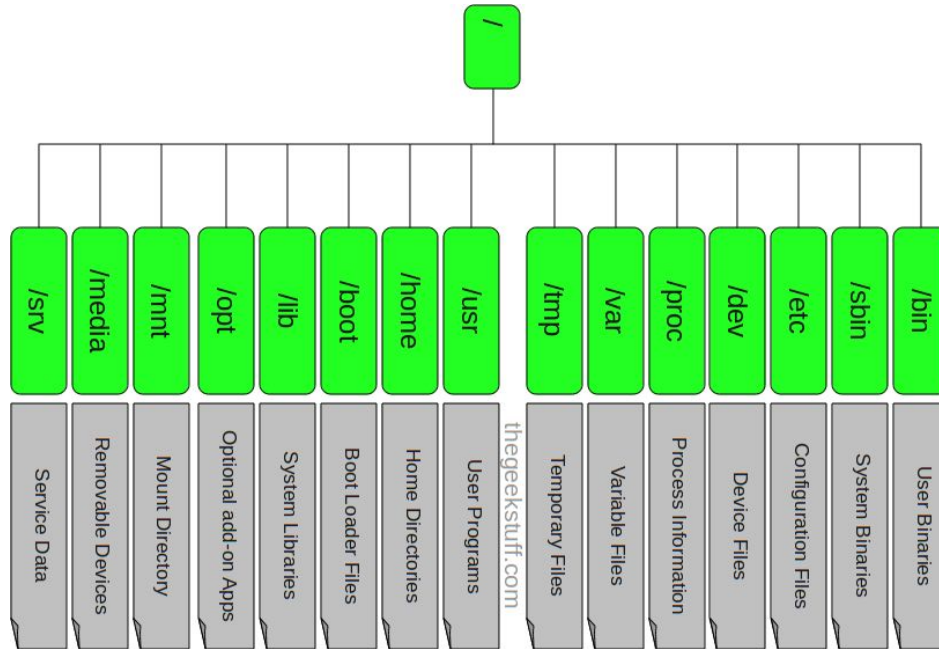 /
/bin
User Binaries
/sbin
System Binaries
/etc
Configuration Files
/dev
Device Files
/proc
Process Information
/var
Variable Files
/tmp
Temporary Files
thegeekstuff.com
/usr
User Programs
/home
Home Directories
/boot
Boot Loader Files
/lib
System Libraries
/opt
Optional add-on Apps
/mnt
Mount Directory
/media
Removable Devices
/srv
Service Data